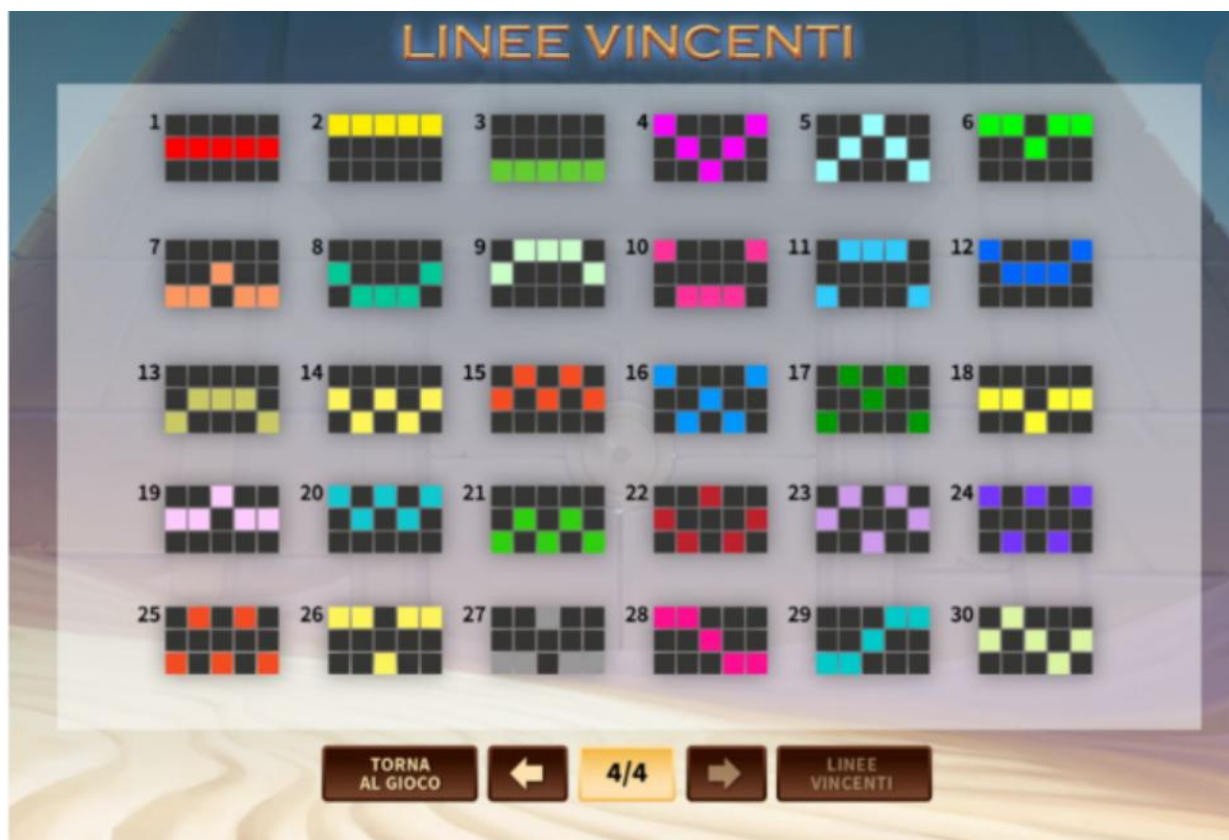 LINEE VINCENTI
1 2 3 4 5 6
7 8 9 10 11 12
13 14 15 16 17 18
19 20 21 22 23 24
25 26 27 28 29 30
TORNA
AL GIOCO
4/4
LINEE
VINCENTI